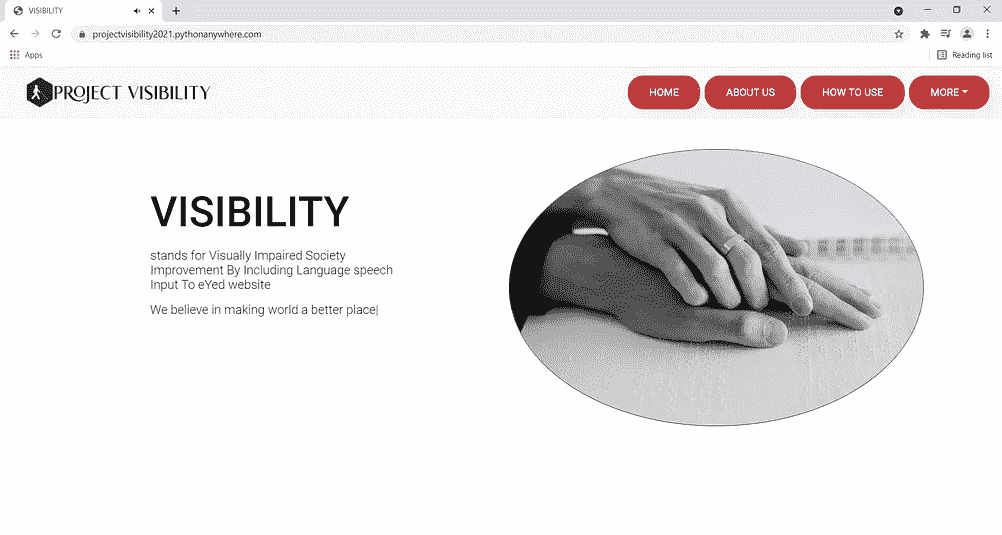 VISIBILITY
projectvisibility2021.pythonanywhere.com
Apps
Reading list
PROJECT VISIBILITY
HOME
ABOUT US
HOW TO USE
MORE
VISIBILITY
stands for Visually Impaired Society
Improvement By Including Language speech
Input To eYed website
We believe in making world a better place|